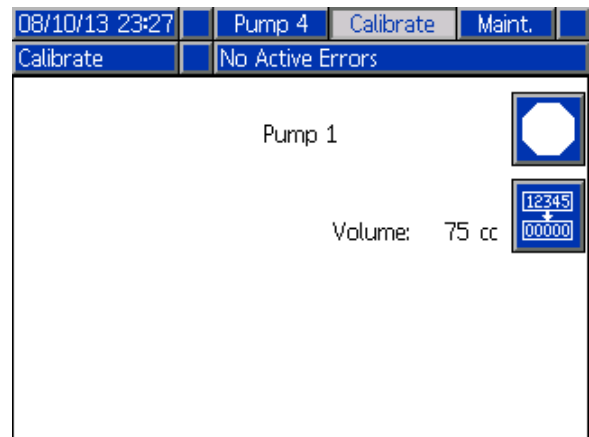 08/10/13 23:27 Pump 4 Calibrate Maint.
Calibrate No Active Errors
Pump 1
12345
Volume: 75 cc 00000